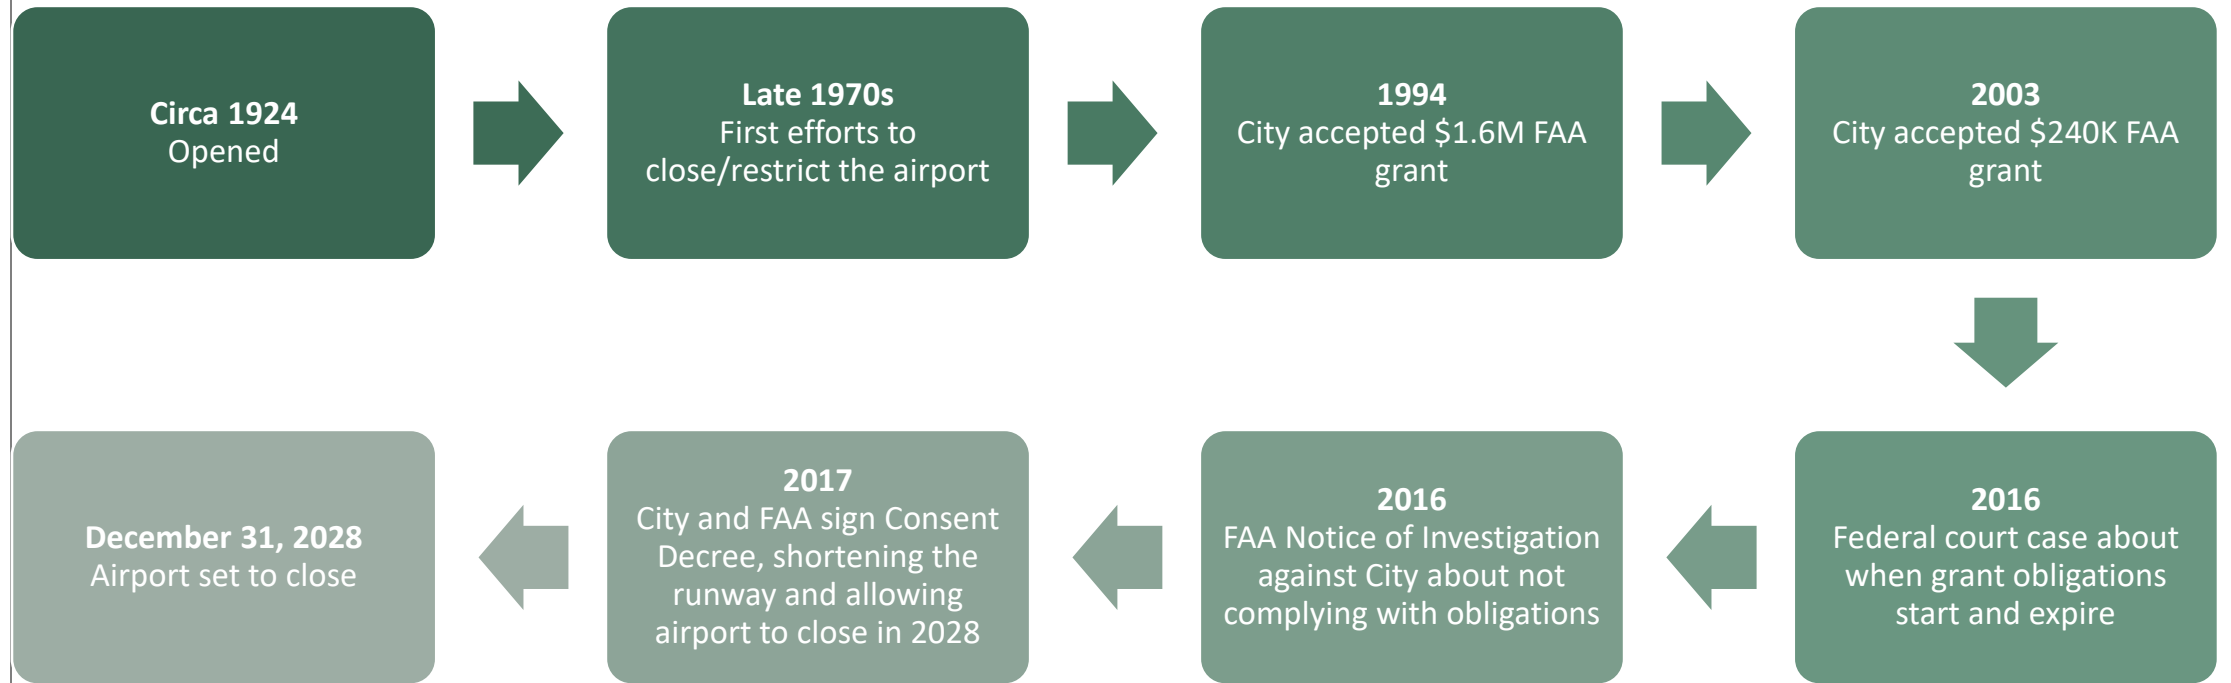 Circa 1924
Opened
Late 1970s
First efforts to
close/restrict the airport
1994
City accepted $1.6M FAA
grant
2003
City accepted $240K FAA
grant
2016
Federal court case about
when grant obligations
start and expire
2016
FAA Notice of Investigation
against City about not
complying with obligations
2017
City and FAA sign Consent
Decree, shortening the
runway and allowing
airport to close in 2028
December 31, 2028
Airport set to close